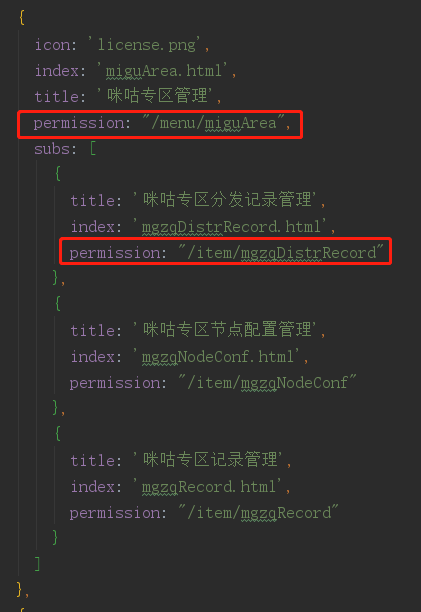 {
icon: 'license.png',
index: 'miguArea.html',
title: '咪咕专区管理',
permission: "/menu/miguArea",
subs: [
{
title: '咪咕专区分发记录管理',
index: 'mgzqDistrRecord.html',
permission: "/item/mgzqDistrRecord"
},
{
title: '咪咕专区节点配置管理',
index: 'mgzqNodeConf.html',
permission: "/item/mgzqNodeConf"
},
{
title: '咪咕专区记录管理',
index: 'mgzqRecord.html',
permission: "/item/mgzqRecord"
}
]
},